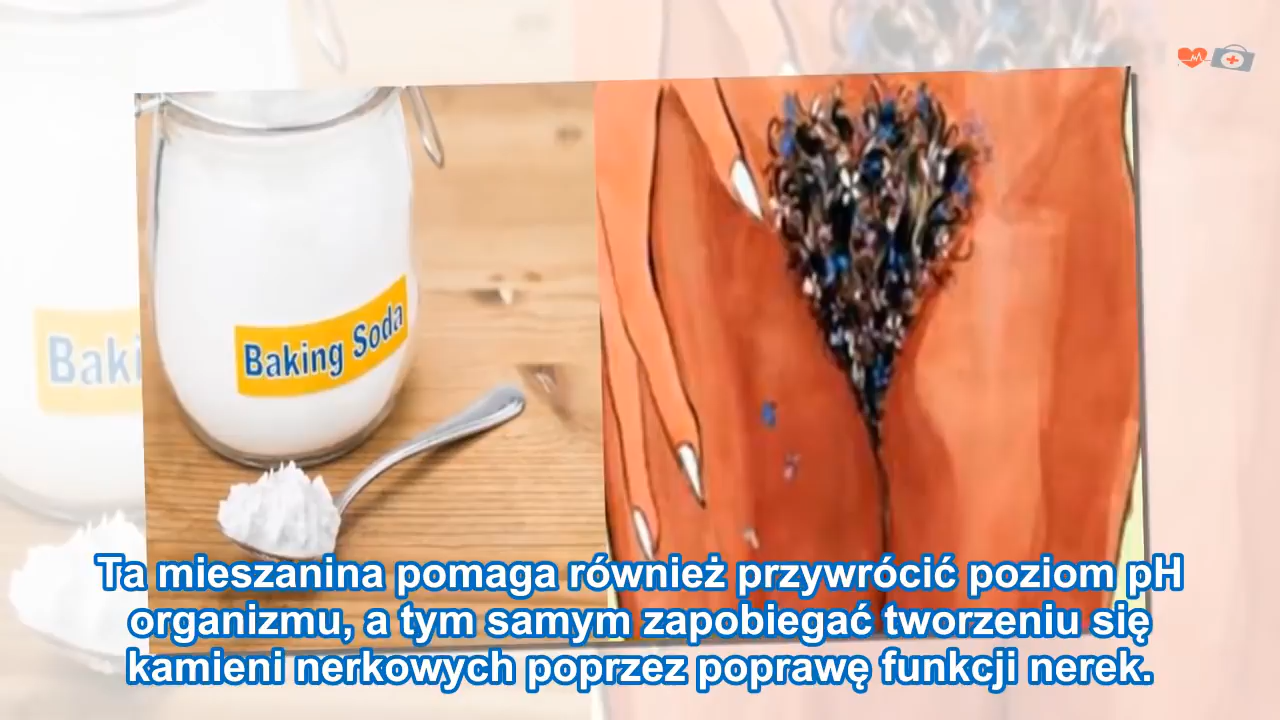 Baking Soda
Baki
Ta mieszanina pomaga również przywrócić poziom pH
organizmu, a tym samym zapobiegać tworzeniu się
kamieni nerkowych poprzez poprawę funkcji nerek.